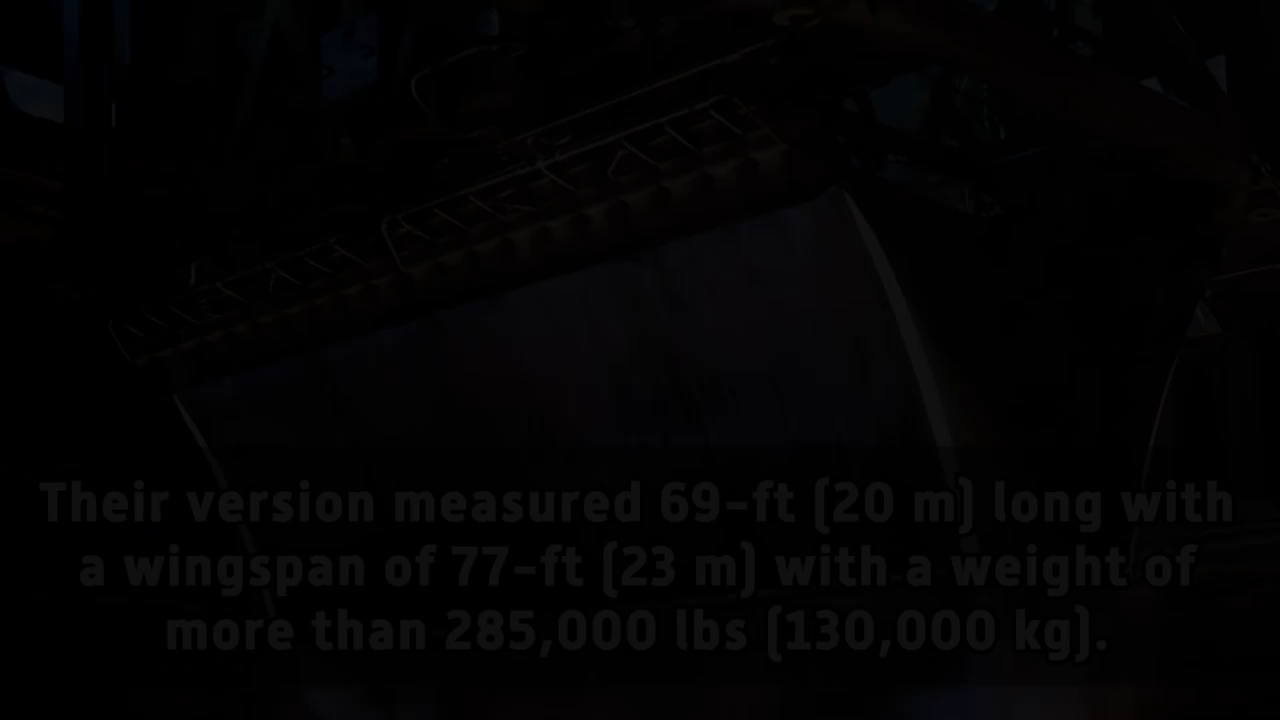 Their version measured 69-ft (20 m) long with
a wingspan of 77-ft (23 m) with a weight of
more than 285,000 lbs (130,000 kg).